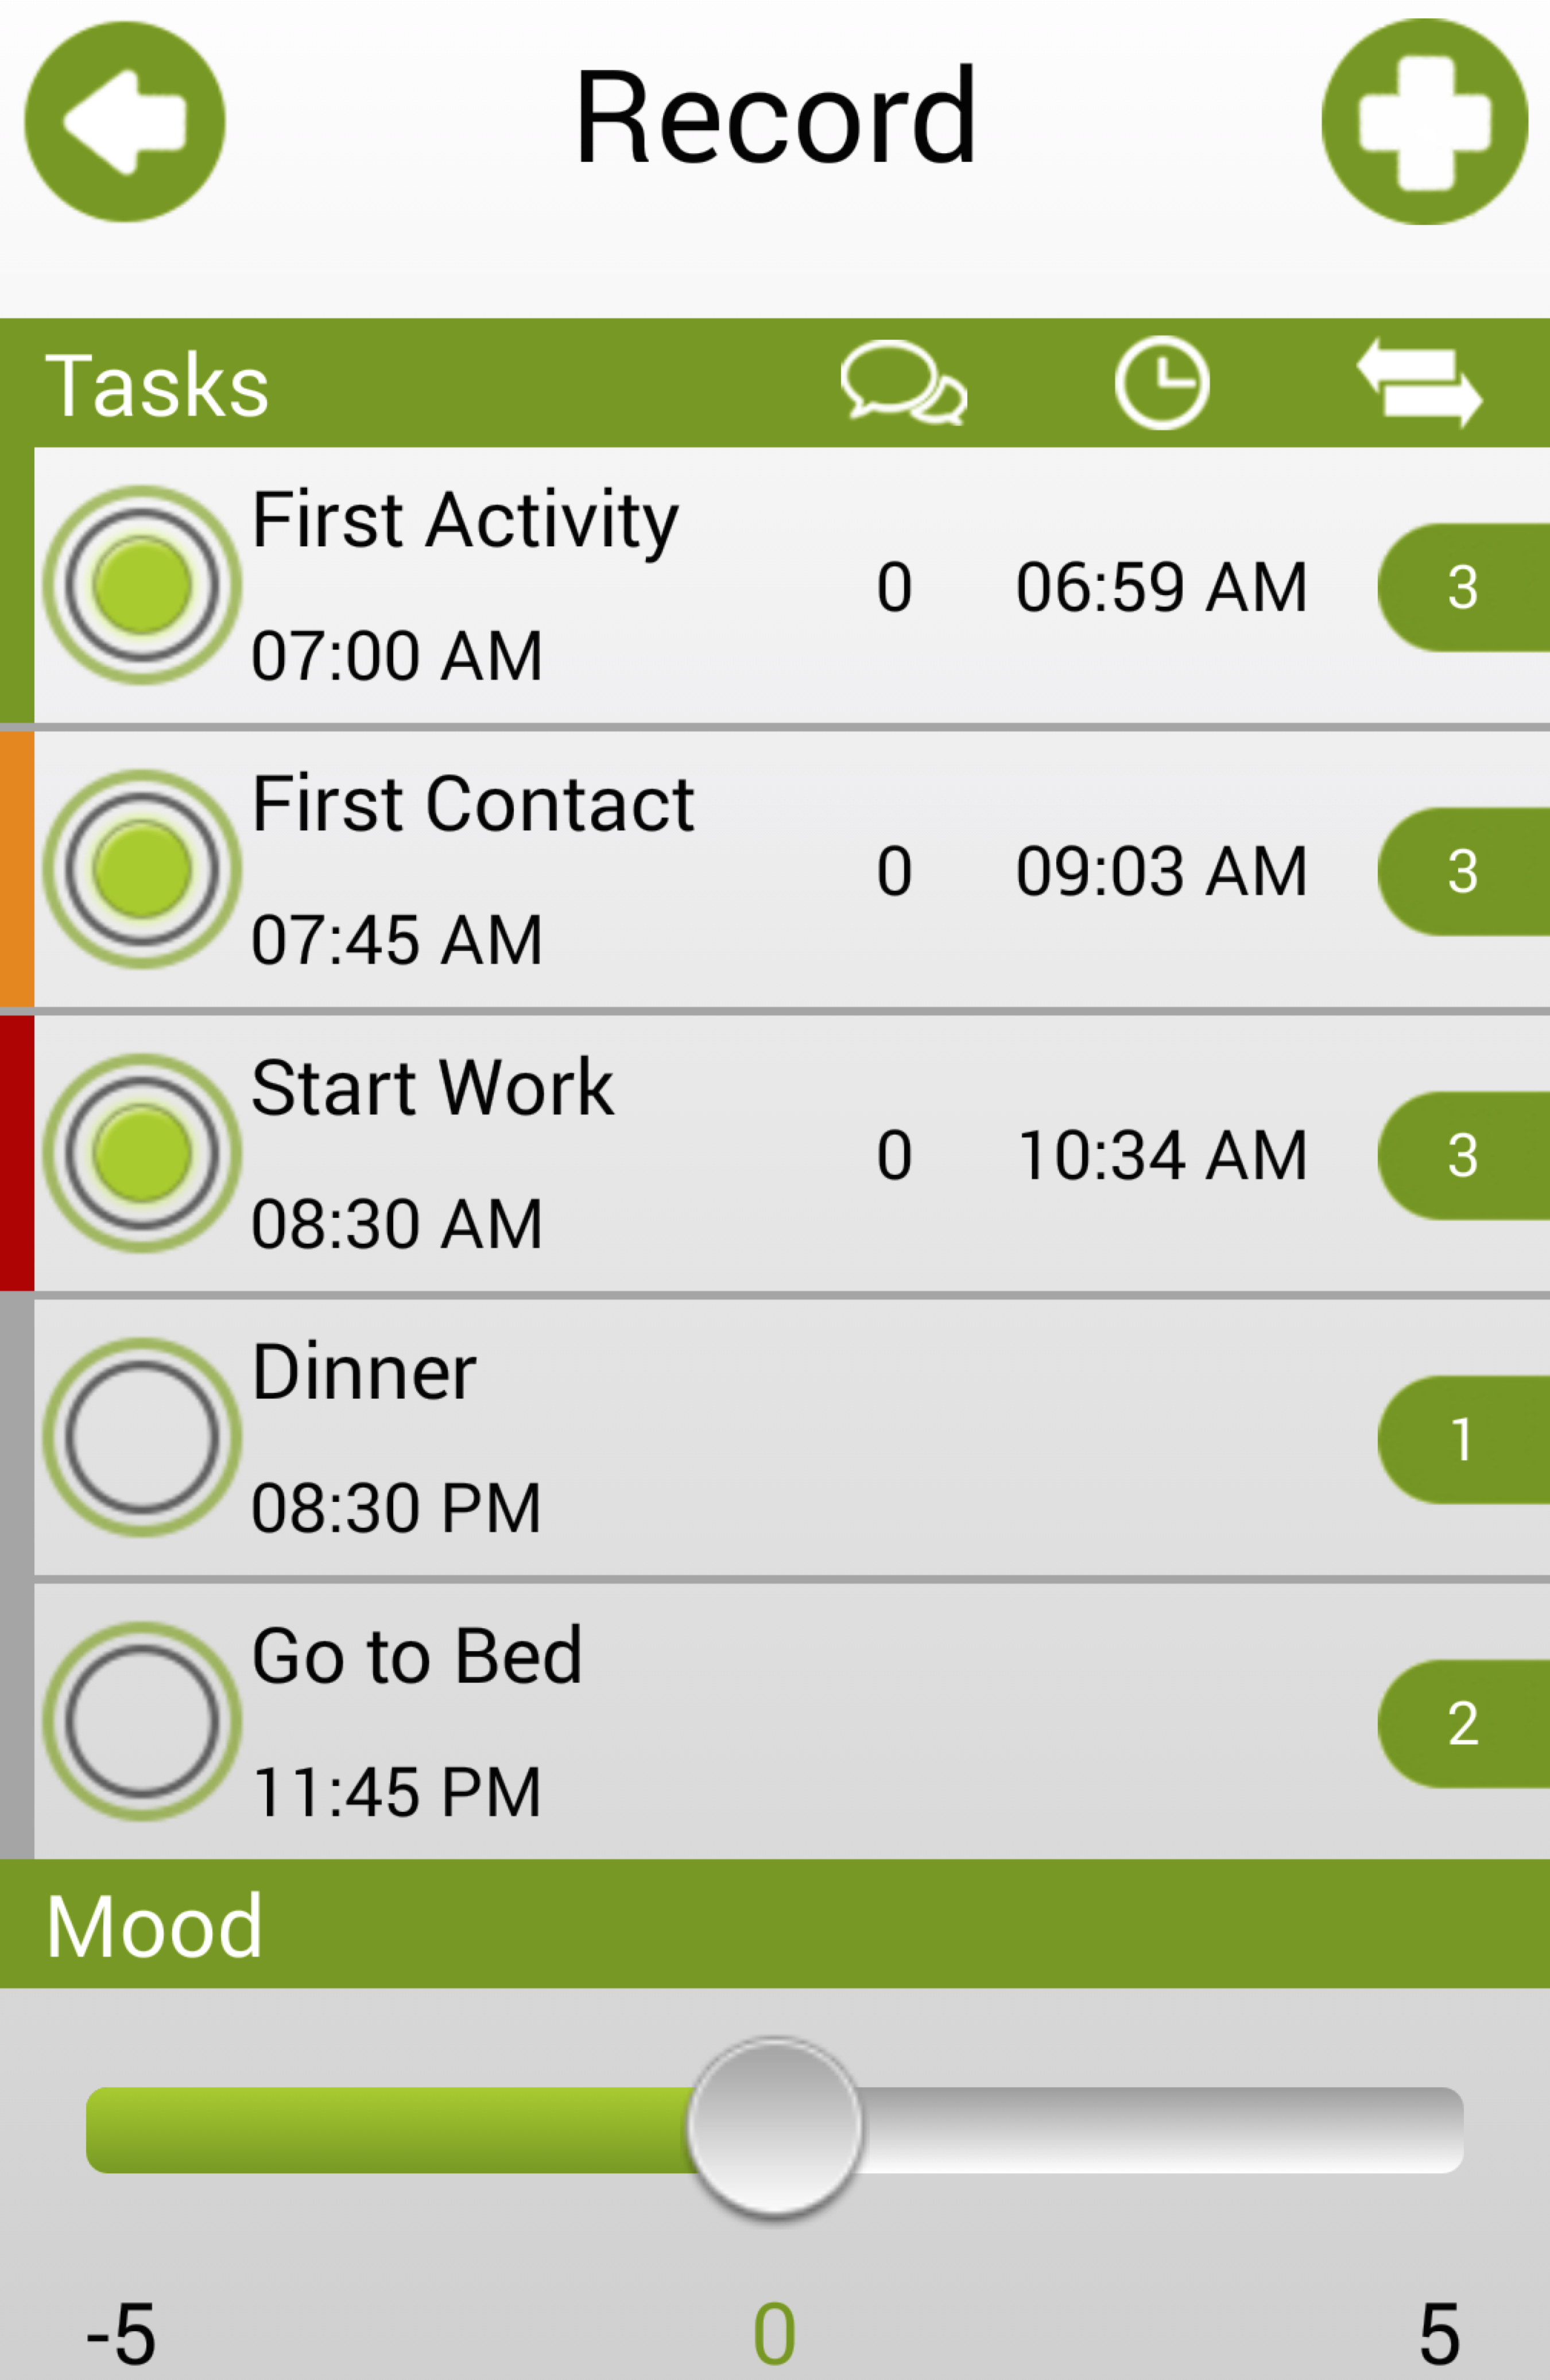 Record
Tasks
First Activity
07:00 AM
0
06:59 AM
3
First Contact
07:45 AM
0
09:03 AM
3
Start Work
08:30 AM
0
10:34 AM
3
Dinner
08:30 PM
1
Go to Bed
11:45 PM
2
Mood
-5
0
5